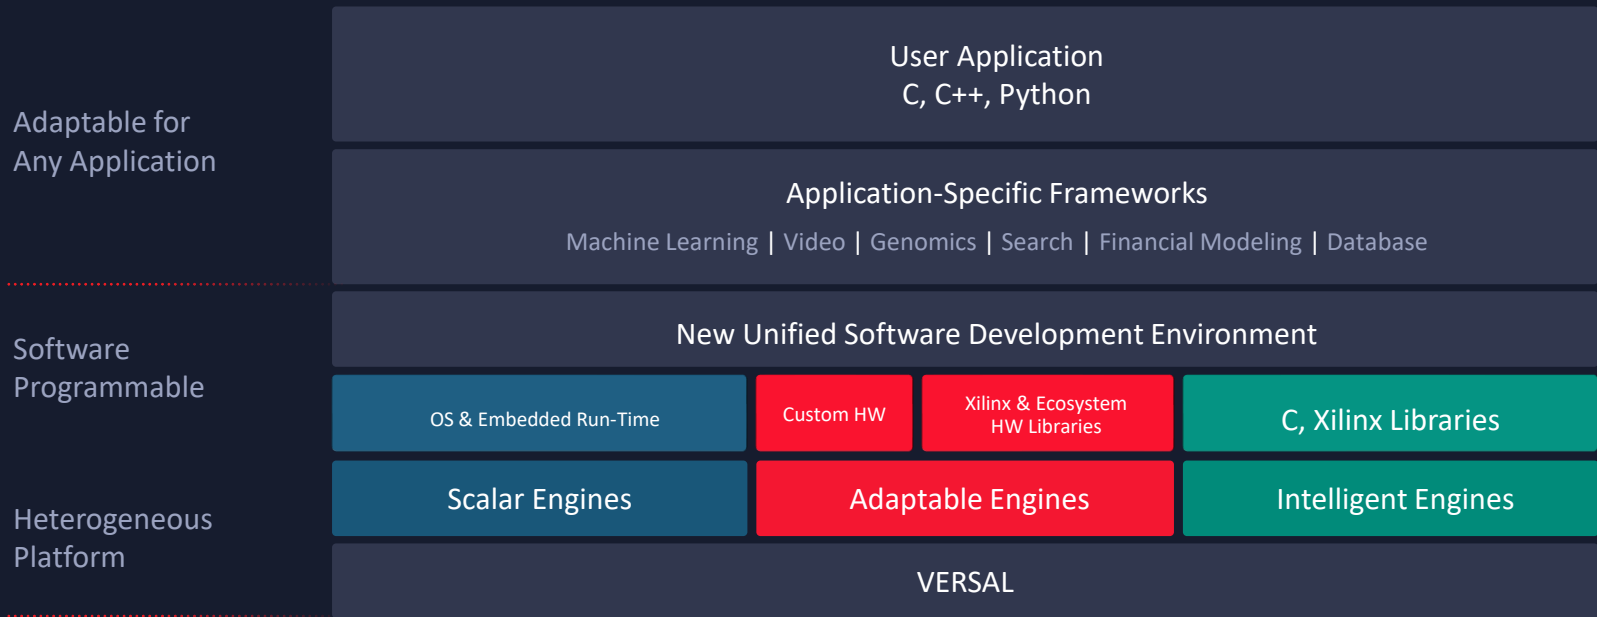 User Application
C, C++, Python
Adaptable for
Any Application
Application-Specific Frameworks
Machine Learning | Video | Genomics | Search | Financial Modeling | Database
New Unified Software Development Environment
Software
Programmable
OS & Embedded Run-Time
Custom HW
Xilinx & Ecosystem
HW Libraries
C, Xilinx Libraries
Scalar Engines
Adaptable Engines
Intelligent Engines
Heterogeneous
Platform
VERSAL